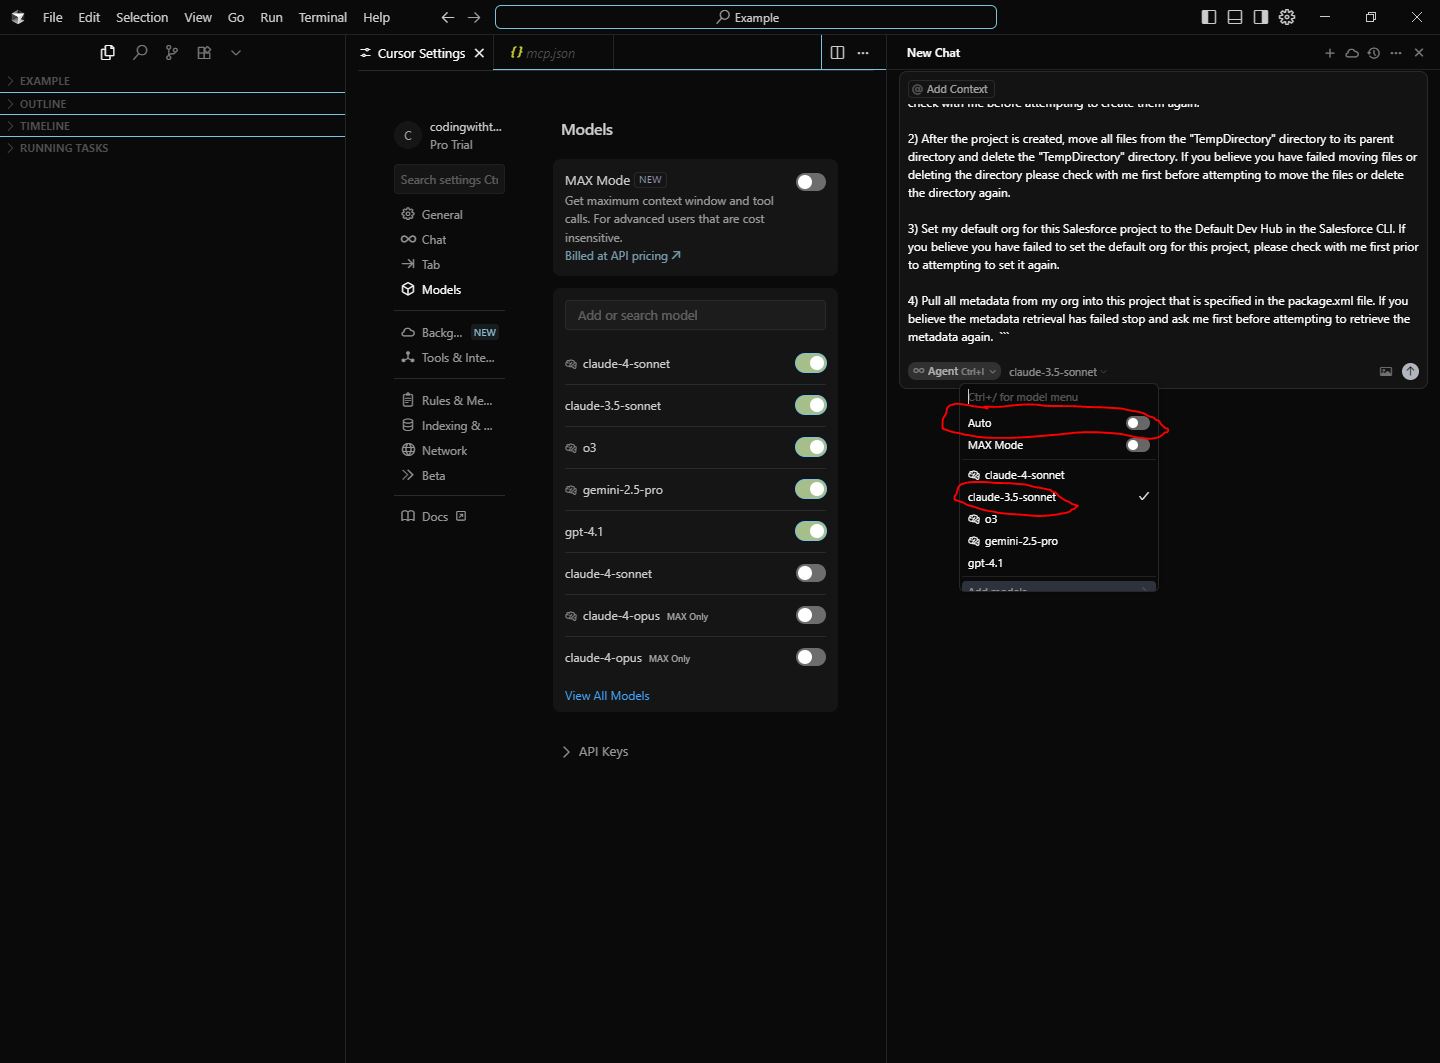 File Edit Selection View Go Run Terminal Help
Example
EXAMPLE
OUTLINE
TIMELINE
RUNNING TASKS
Cursor Settings
{} mcp.json
C
codingwitht...
Pro Trial
Search settings Ctr
General
Chat
Tab
Models
Backg... NEW
Tools & Inte...
Rules & Me...
Indexing & ...
Network
Beta
Docs
Models
MAX Mode NEW
Get maximum context window and tool
calls. For advanced users that are cost
insensitive.
Billed at API pricing
Add or search model
claude-4-sonnet
claude-3.5-sonnet
o3
gemini-2.5-pro
gpt-4.1
claude-4-sonnet
claude-4-opus MAX Only
claude-4-opus MAX Only
View All Models
API Keys
New Chat
@ Add Context
check with me before attempting to create them again.
2) After the project is created, move all files from the "TempDirectory" directory to its parent
directory and delete the "TempDirectory" directory. If you believe you have failed moving files or
deleting the directory please check with me first before attempting to move the files or delete
the directory again.
3) Set my default org for this Salesforce project to the Default Dev Hub in the Salesforce CLI. If
you believe you have failed to set the default org for this project, please check with me first prior
to attempting to set it again.
4) Pull all metadata from my org into this project that is specified in the package.xml file. If you
believe the metadata retrieval has failed stop and ask me first before attempting to retrieve the
metadata again. ```
Agent Ctrl+I claude-3.5-sonnet
Ctrl+/ for model menu
Auto
MAX Mode
claude-4-sonnet
claude-3.5-sonnet
o3
gemini-2.5-pro
gpt-4.1
Add models